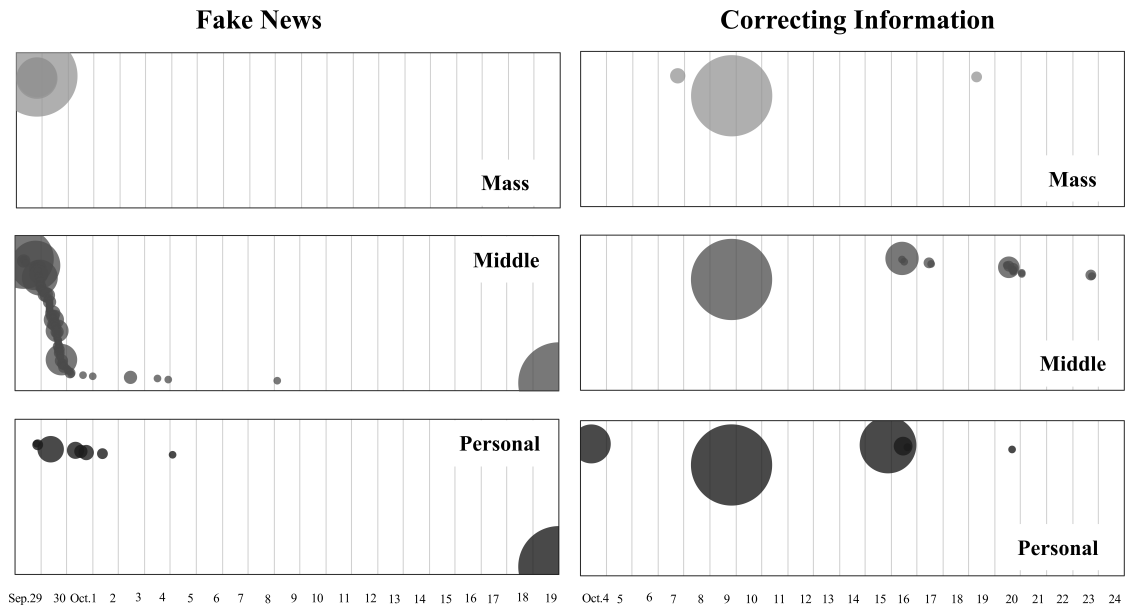 Fake News
Correcting Information
Mass
Mass
Middle
Middle
Personal
Personal
Sep.29 30 Oct.1 2 3 4 5 6 7 8 9 10 11 12 13 14 15 16 17 18 19
Oct.4 5 6 7 8 9 10 11 12 13 14 15 16 17 18 19 20 21 22 23 24